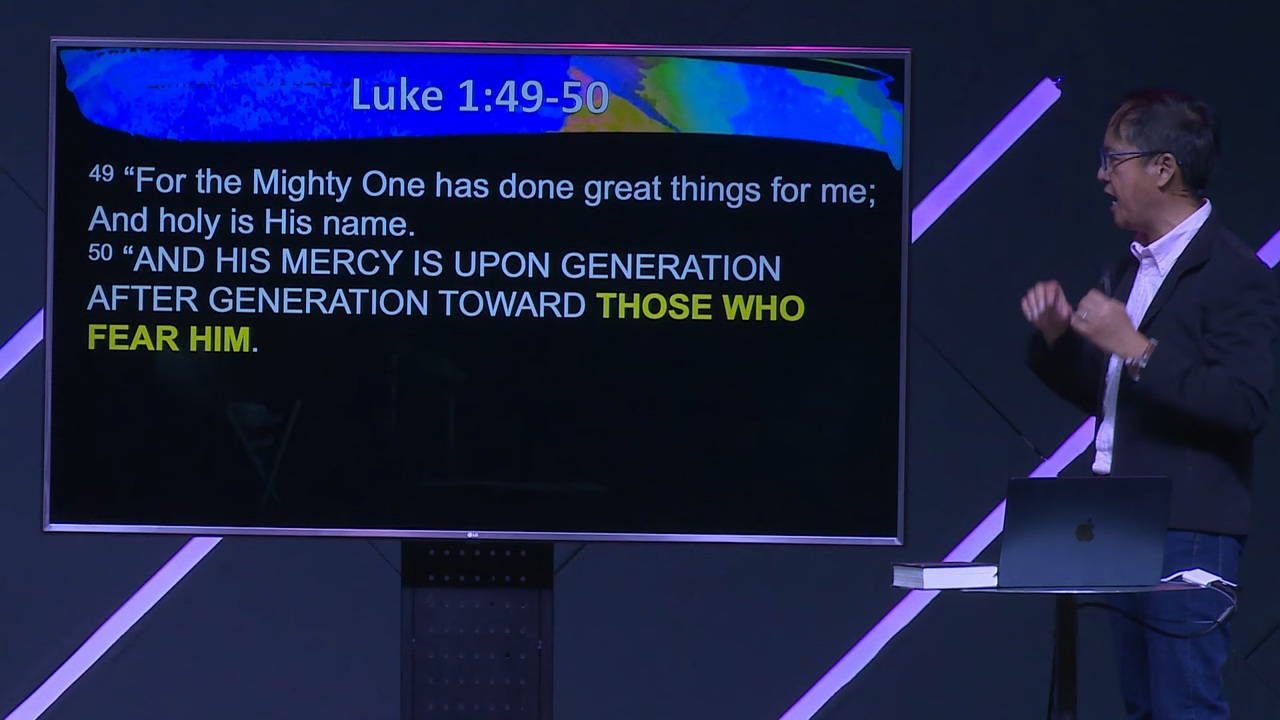 Luke 1:49-50
49 “For the Mighty One has done great things for me;
And holy is His name.
50 “AND HIS MERCY IS UPON GENERATION
AFTER GENERATION TOWARD THOSE WHO
FEAR HIM.
LG